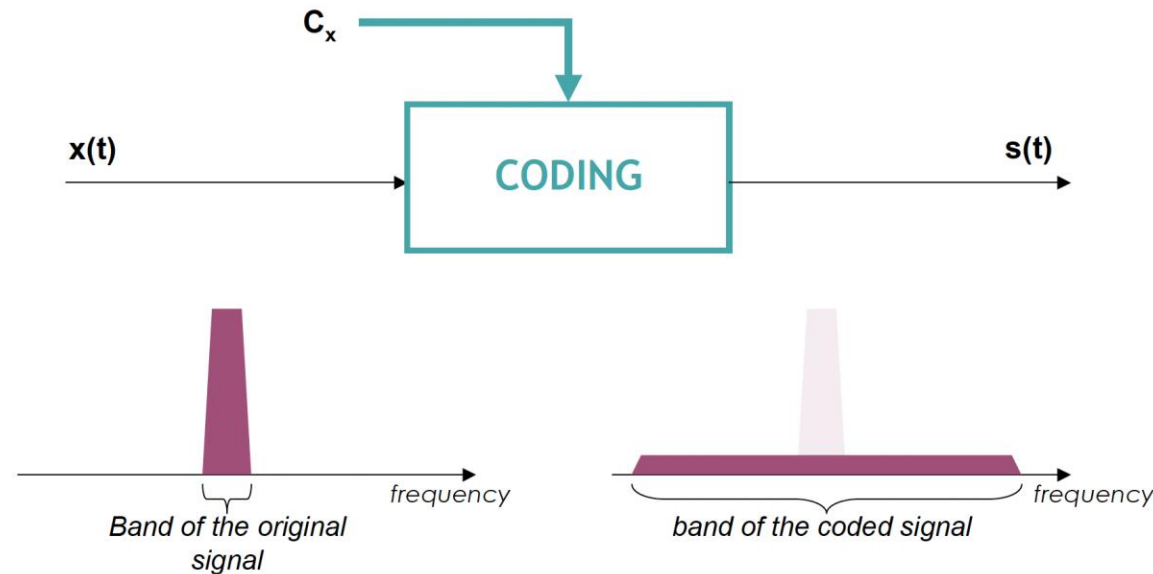 Cx
x(t)
CODING
s(t)
frequency
Band of the original
signal
frequency
band of the coded signal